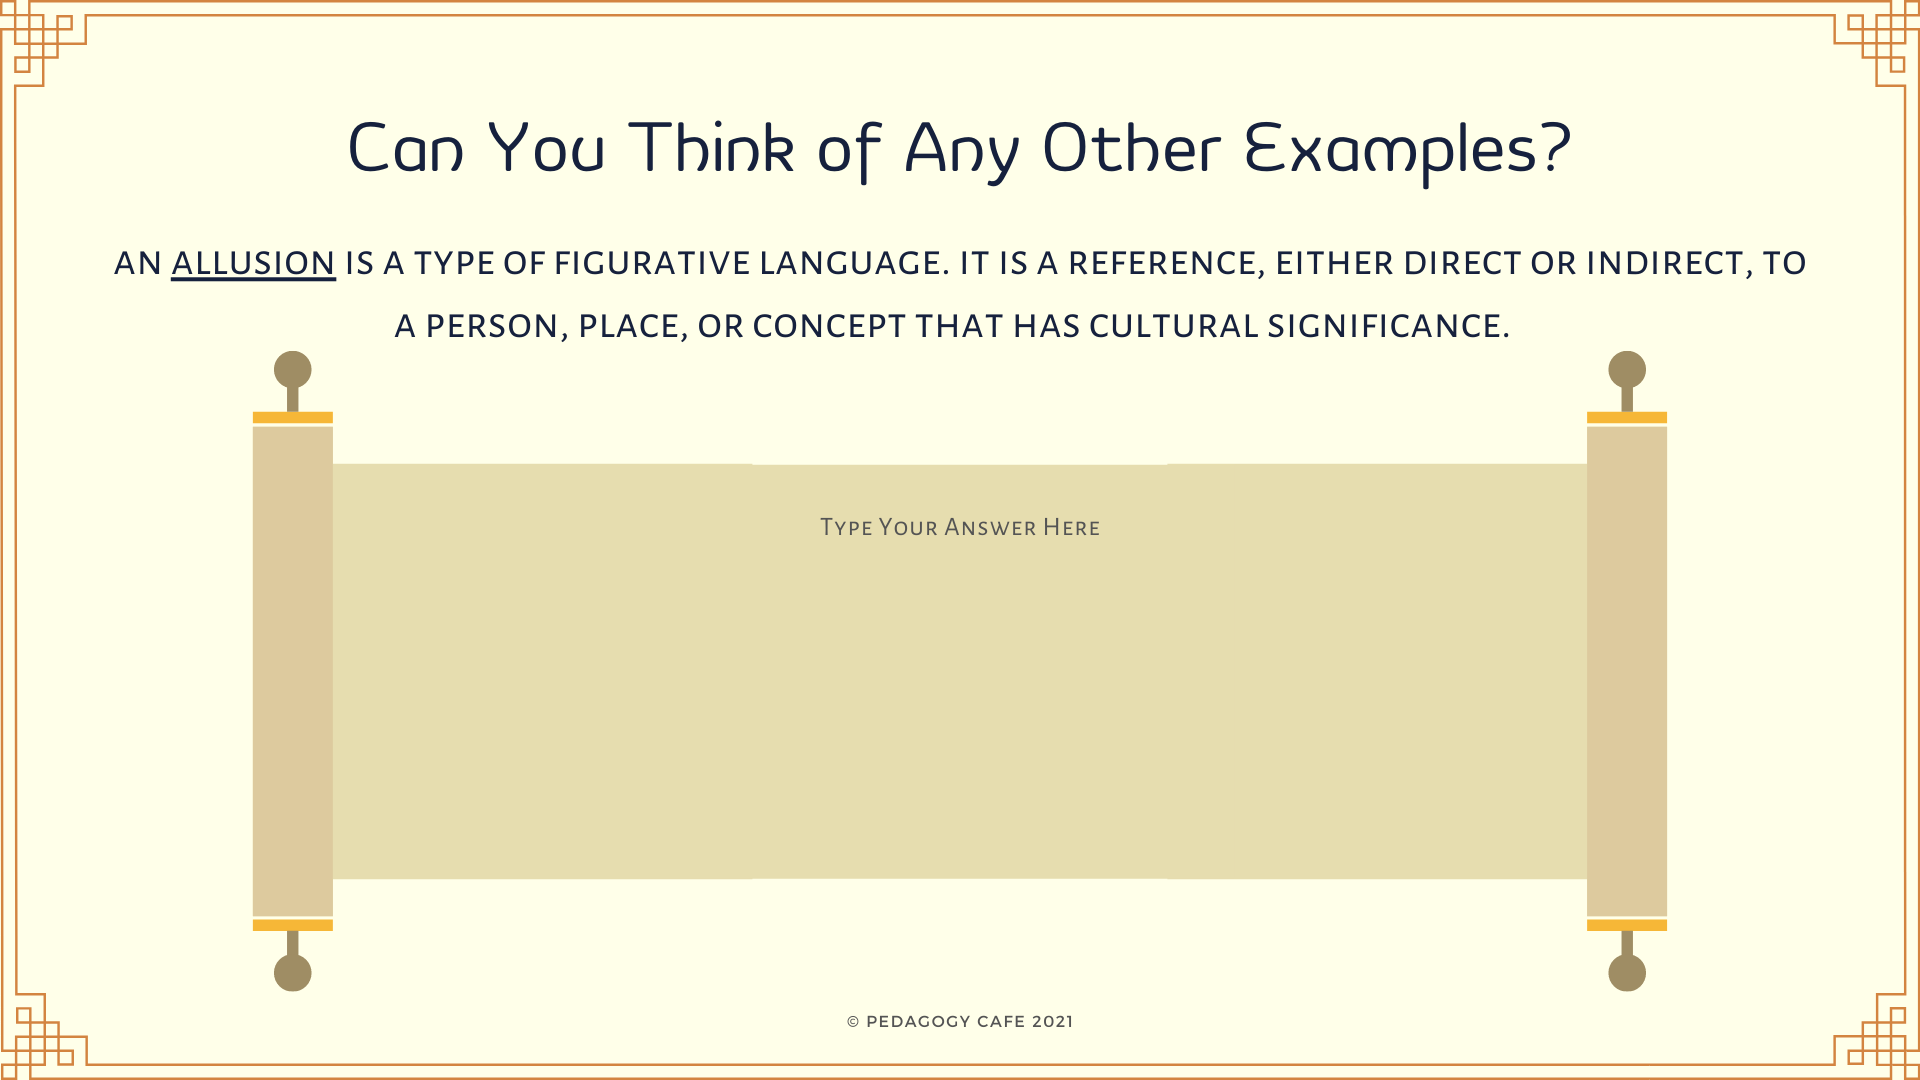 Can You Think of Any Other Examples?
AN ALLUSION IS A TYPE OF FIGURATIVE LANGUAGE. IT IS A REFERENCE, EITHER DIRECT OR INDIRECT, TO
A PERSON, PLACE, OR CONCEPT THAT HAS CULTURAL SIGNIFICANCE.
Type Your Answer Here
© PEDAGOGY CAFE 2021